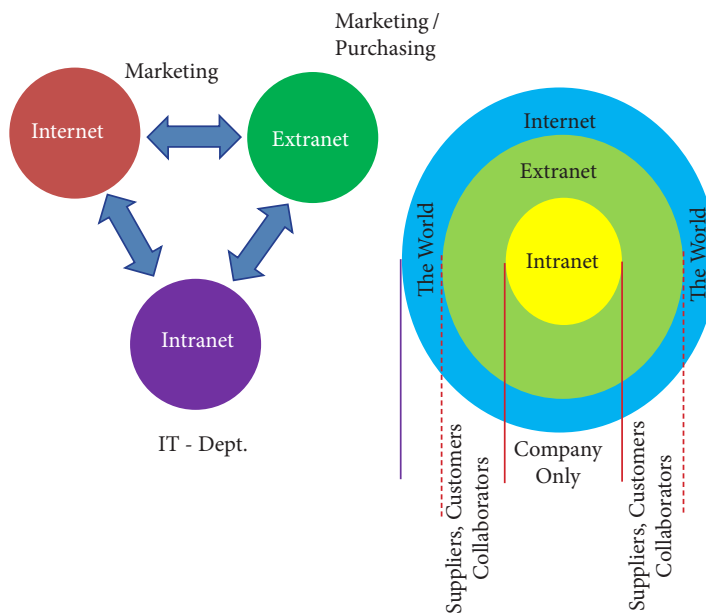 Marketing /
Purchasing
Marketing
Internet
Extranet
Intranet
IT - Dept.
Internet
Extranet
Intranet
The World
The World
Company
Only
Suppliers, Customers
Collaborators
Suppliers, Customers
Collaborators